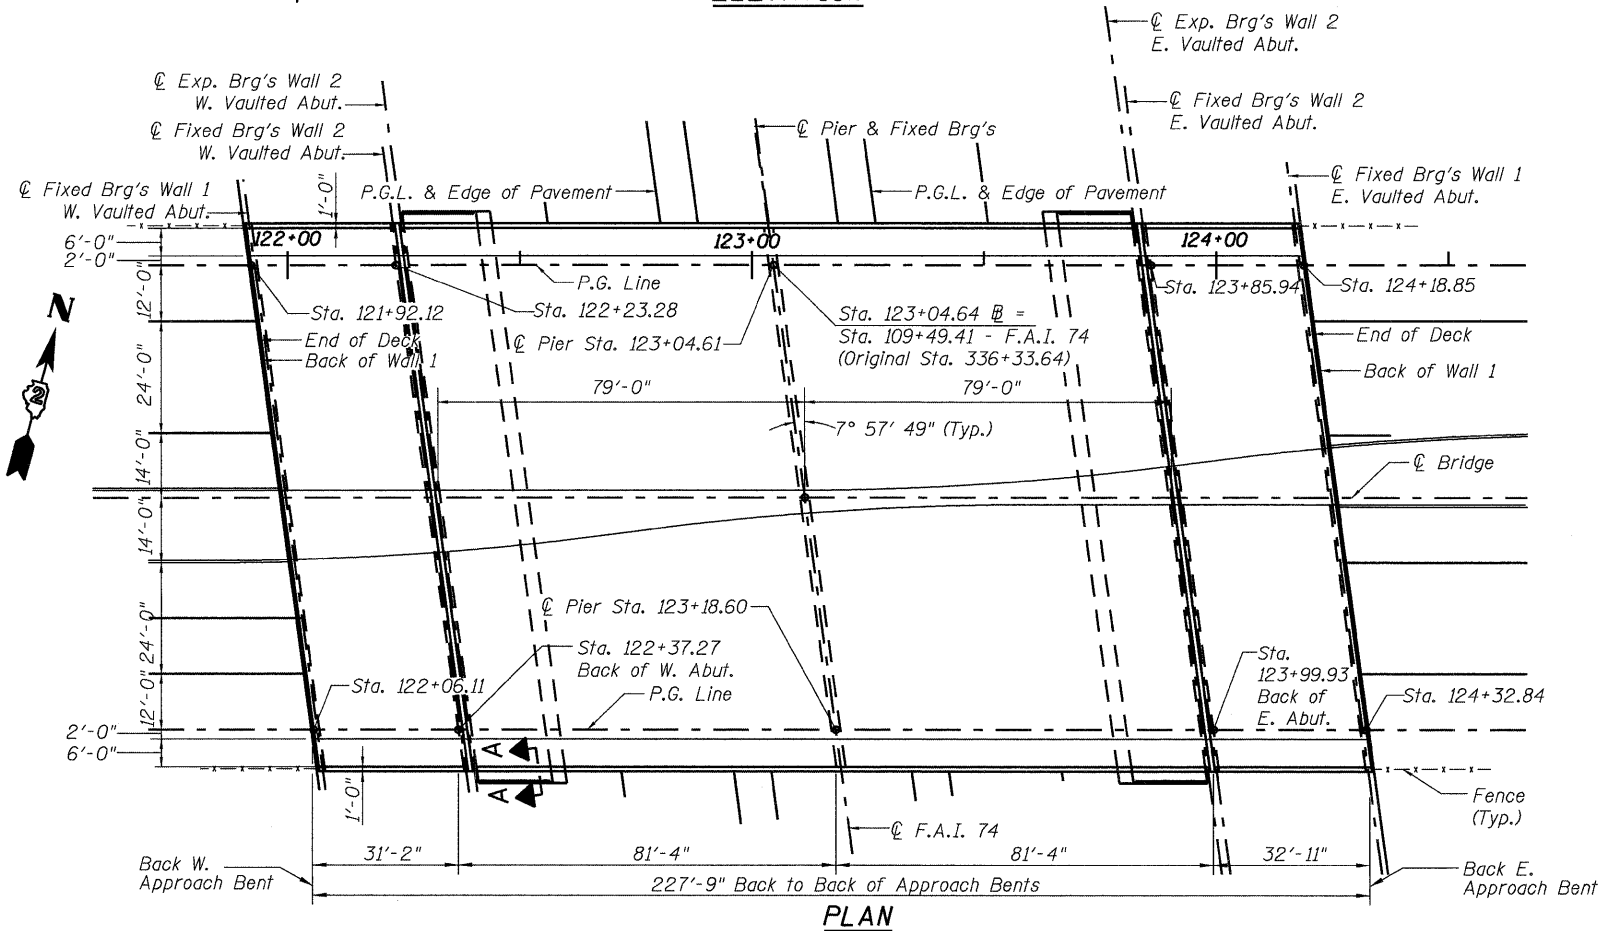 ℄ Exp. Brg's Wall 2
E. Vaulted Abut.
℄ Exp. Brg's Wall 2
W. Vaulted Abut.
℄ Fixed Brg's Wall 2
E. Vaulted Abut.
℄ Fixed Brg's Wall 2
W. Vaulted Abut.
℄ Pier & Fixed Brg's
℄ Fixed Brg's Wall 1
W. Vaulted Abut.
1'-0"
P.G.L. & Edge of Pavement
P.G.L. & Edge of Pavement
℄ Fixed Brg's Wall 1
E. Vaulted Abut.
6'-0"
2'-0"
122+00
123+00
124+00
12'-0"
P.G. Line
Sta. 121+92.12
Sta. 122+23.28
Sta. 123+85.94
Sta. 124+18.85
End of Deck
Back of Wall 1
℄ Pier Sta. 123+04.61
Sta. 123+04.64 ℄ =
Sta. 109+49.41 - F.A.I. 74
(Original Sta. 336+33.64)
End of Deck
Back of Wall 1
N
2
24'-0"
79'-0"
79'-0"
7° 57' 49" (Typ.)
14'-0"
℄ Bridge
14'-0"
℄ Pier Sta. 123+18.60
24'-0"
Sta. 122+37.27
Back of W. Abut.
P.G. Line
Sta. 122+06.11
Sta.
123+99.93
Back of
E. Abut.
Sta. 124+32.84
12'-0"
2'-0"
6'-0"
A
A
1'-0"
Fence
(Typ.)
℄ F.A.I. 74
Back W.
Approach Bent
31'-2"
81'-4"
81'-4"
32'-11"
227'-9" Back to Back of Approach Bents
Back E.
Approach Bent
PLAN